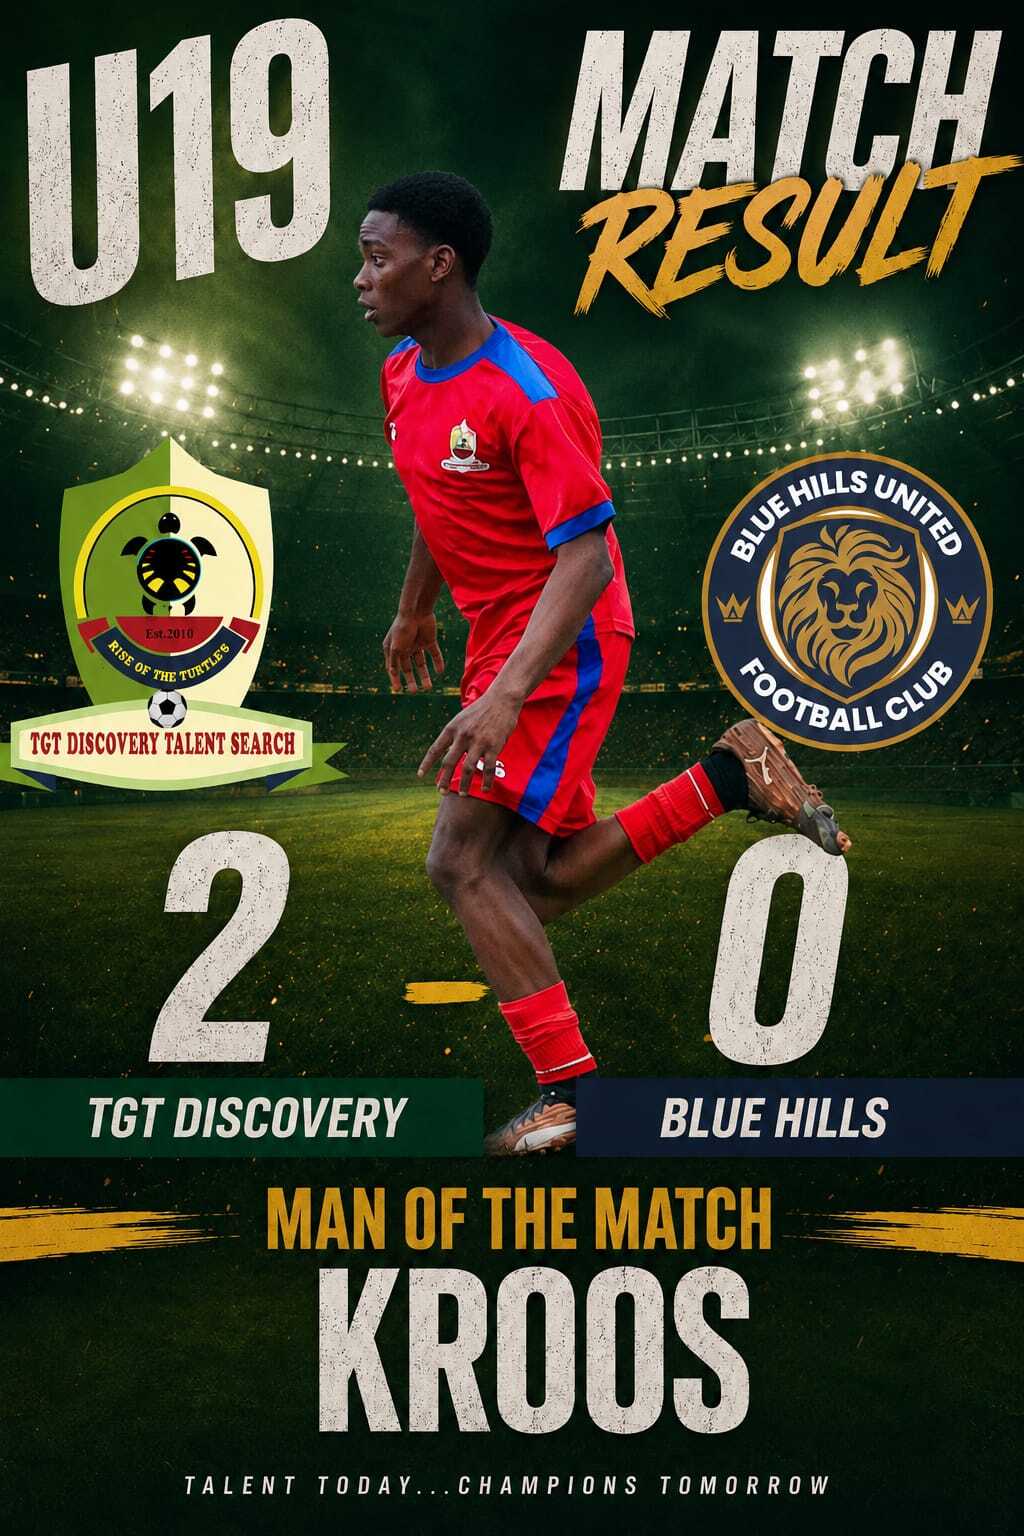 U19
MATCH
RESULT
Est.2010
RISE OF THE TURTLES
TGT DISCOVERY TALENT SEARCH
BLUE HILLS UNITED
FOOTBALL CLUB
2 - 0
TGT DISCOVERY
BLUE HILLS
MAN OF THE MATCH
KROOS
TALENT TODAY...CHAMPIONS TOMORROW